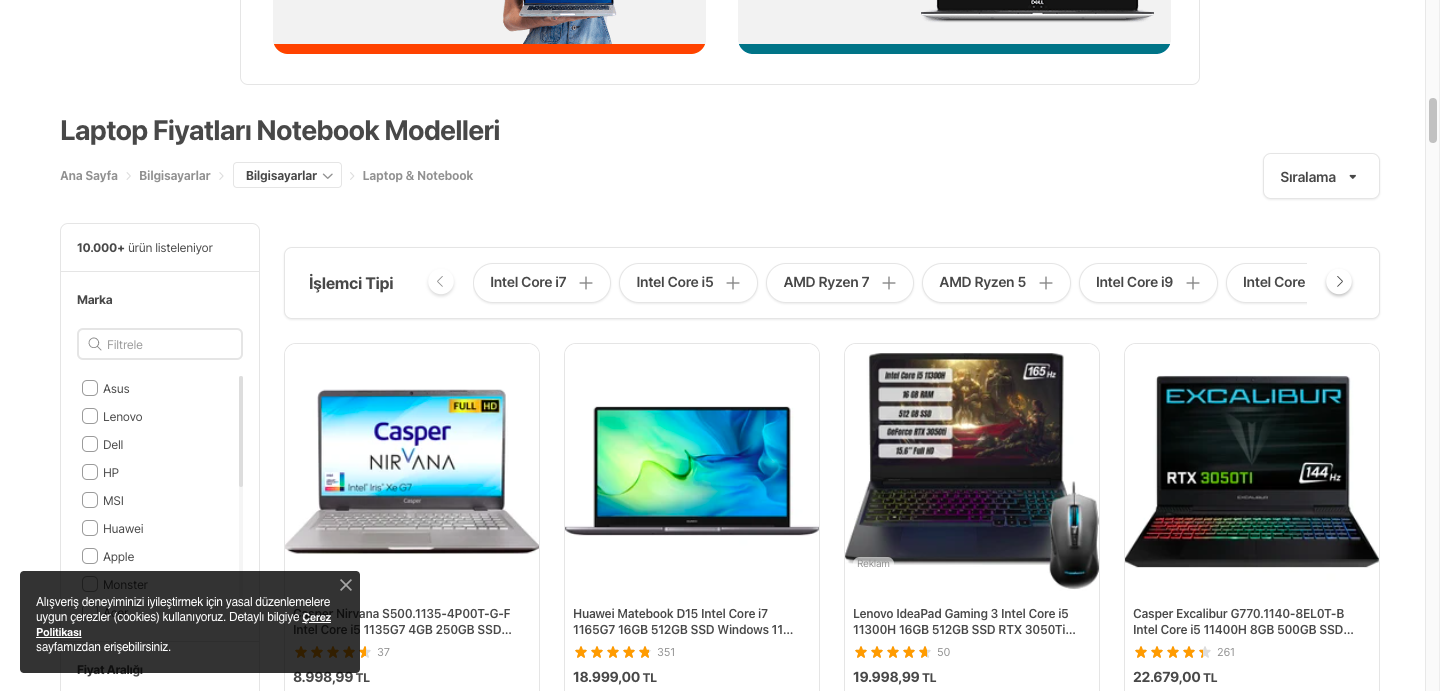 DELL
Laptop Fiyatları Notebook Modelleri
Ana Sayfa
Bilgisayarlar
Bilgisayarlar
Laptop & Notebook
Sıralama
10.000+ ürün listeleniyor
Marka
Filtrele
Asus
Lenovo
Dell
HP
MSI
Huawei
Apple
Monster
Fiyat Aralığı
Alışveriş deneyiminizi iyileştirmek için yasal düzenlemelere
uygun çerezler (cookies) kullanıyoruz. Detaylı bilgiye Çerez
Politikası
sayfamızdan erişebilirsiniz.
İşlemci Tipi
Intel Core i7
Intel Core i5
AMD Ryzen 7
AMD Ryzen 5
Intel Core i9
Intel Core
FULL HD
Casper
NIRVANA
Intel Iris Xe G7
Casper
Casper Nirvana S500.1135-4P00T-G-F
Intel Core i5 1135G7 4GB 250GB SSD...
37
8.998,99 TL
Huawei Matebook D15 Intel Core i7
1165G7 16GB 512GB SSD Windows 11...
351
18.999,00 TL
Intel Core i5 11300H
16 GB RAM
512 GB SSD
GeForce RTX 3050ti
15.6" Full HD
165 Hz
Reklam
Lenovo IdeaPad Gaming 3 Intel Core i5
11300H 16GB 512GB SSD RTX 3050Ti...
50
19.998,99 TL
EXCALIBUR
RTX 3050TI
144 Hz
EXCALIBUR
Casper Excalibur G770.1140-8EL0T-B
Intel Core i5 11400H 8GB 500GB SSD...
261
22.679,00 TL